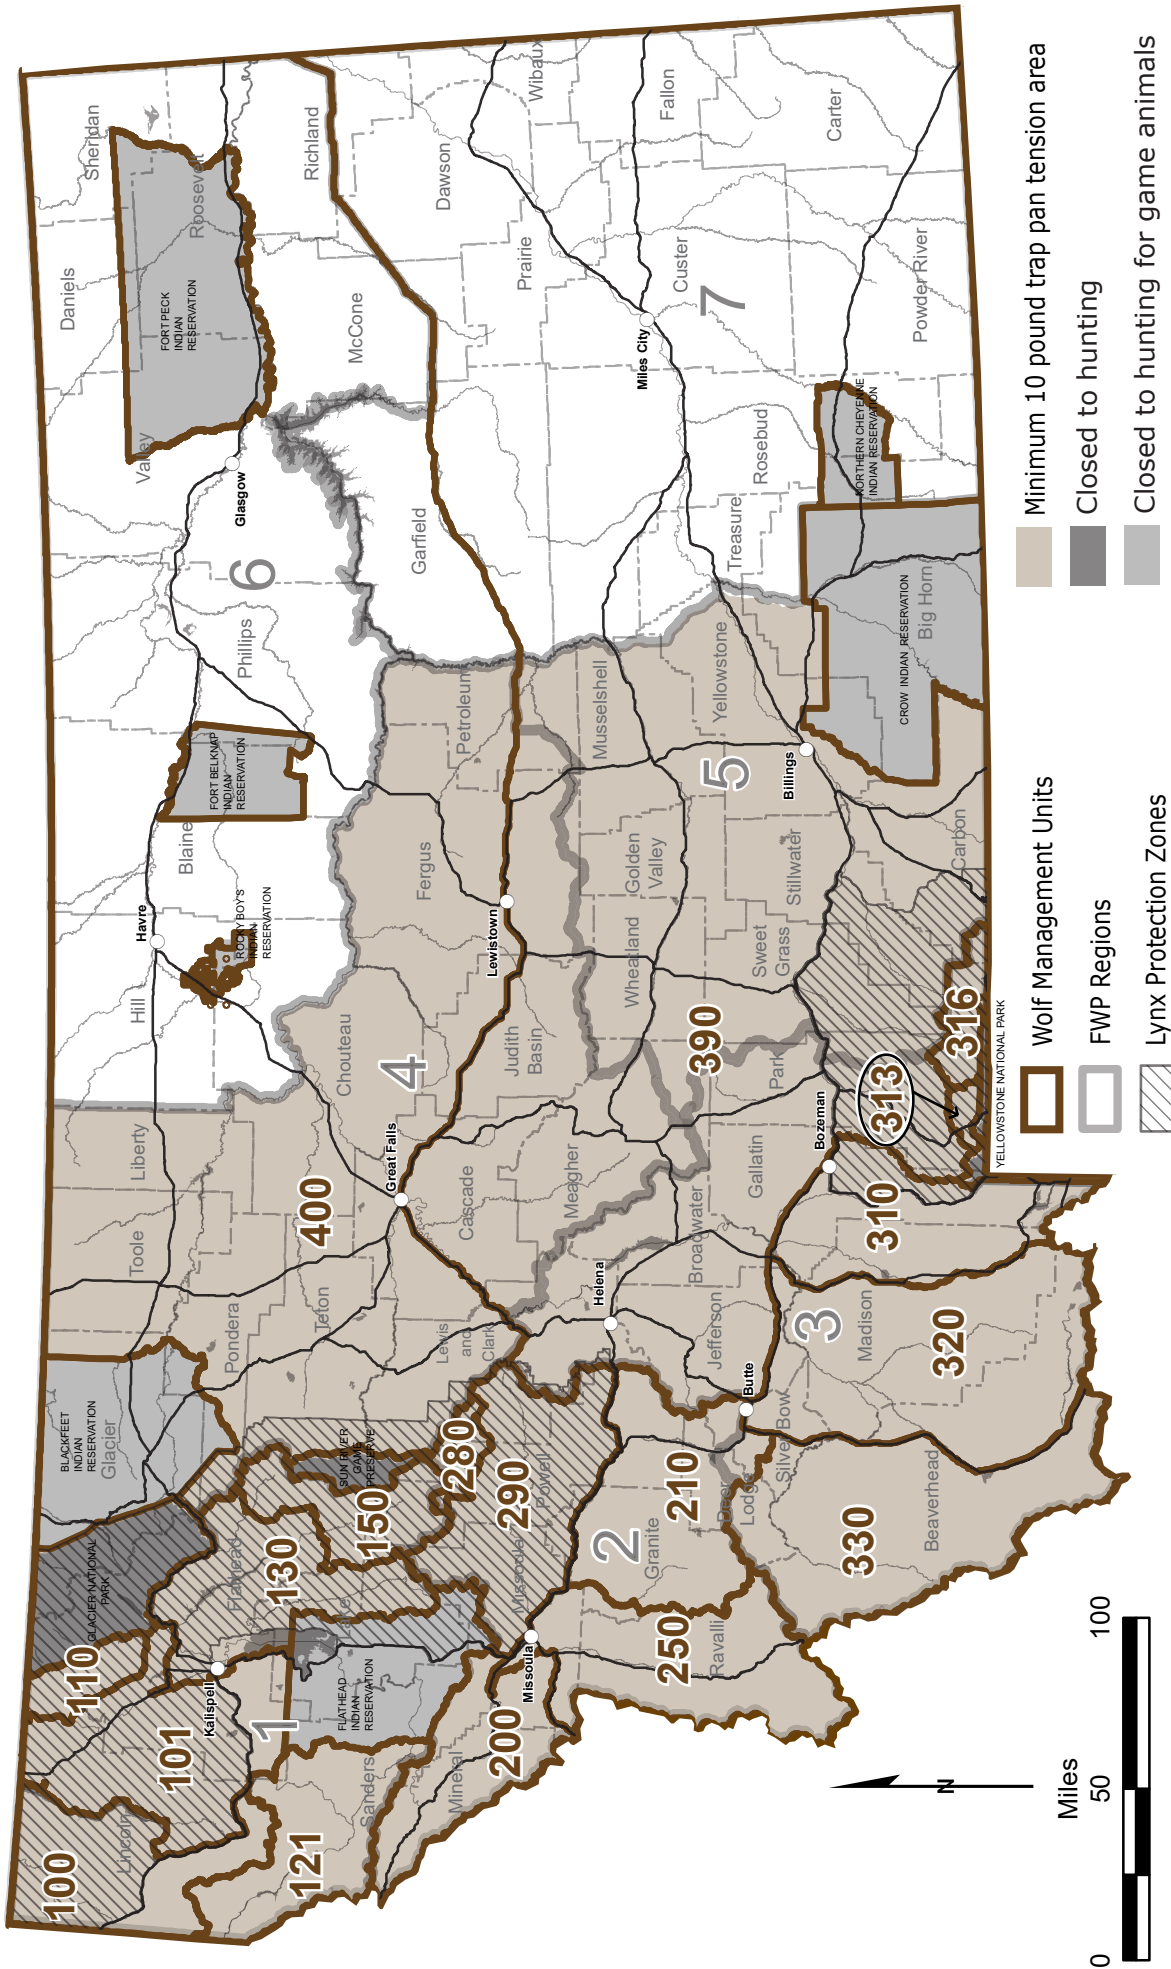 100
Lincoln
101
110
GLACIER NATIONAL
PARK
Kalispell
1
121
Sanders
FLATHEAD
INDIAN
RESERVATION
Lake
Flathead
130
150
SUN RIVER
GAME
PRESERVE
BLACKFEET
INDIAN
RESERVATION
Glacier
Mineral
200
Missoula
Missoula
280
290
Powell
2
Granite
210
250
Ravalli
Deer
Lodge
Silver Bow
Butte
330
Beaverhead
3
Madison
320
310
Jefferson
Broadwater
Helena
Lewis
and
Clark
Pondera
Teton
Toole
Liberty
400
Great Falls
Cascade
Meagher
Gallatin
Bozeman
313
316
YELLOWSTONE NATIONAL PARK
Park
390
4
Chouteau
Judith
Basin
Hill
Havre
ROCKY BOY'S
INDIAN
RESERVATION
Blaine
FORT BELKNAP
INDIAN
RESERVATION
Fergus
Lewistown
Wheatland
Golden
Valley
Sweet
Grass
Stillwater
Carbon
Billings
5
Yellowstone
Musselshell
Petroleum
Phillips
6
Glasgow
Valley
Garfield
Treasure
Rosebud
CROW INDIAN RESERVATION
Big Horn
NORTHERN CHEYENNE
INDIAN RESERVATION
Daniels
Sheridan
FORT PECK
INDIAN
RESERVATION
Roosevelt
Richland
McCone
Dawson
Prairie
Wibaux
Miles City
Custer
7
Fallon
Carter
Powder River
N
Miles
0
50
100
Wolf Management Units
FWP Regions
Lynx Protection Zones
Minimum 10 pound trap pan tension area
Closed to hunting
Closed to hunting for game animals